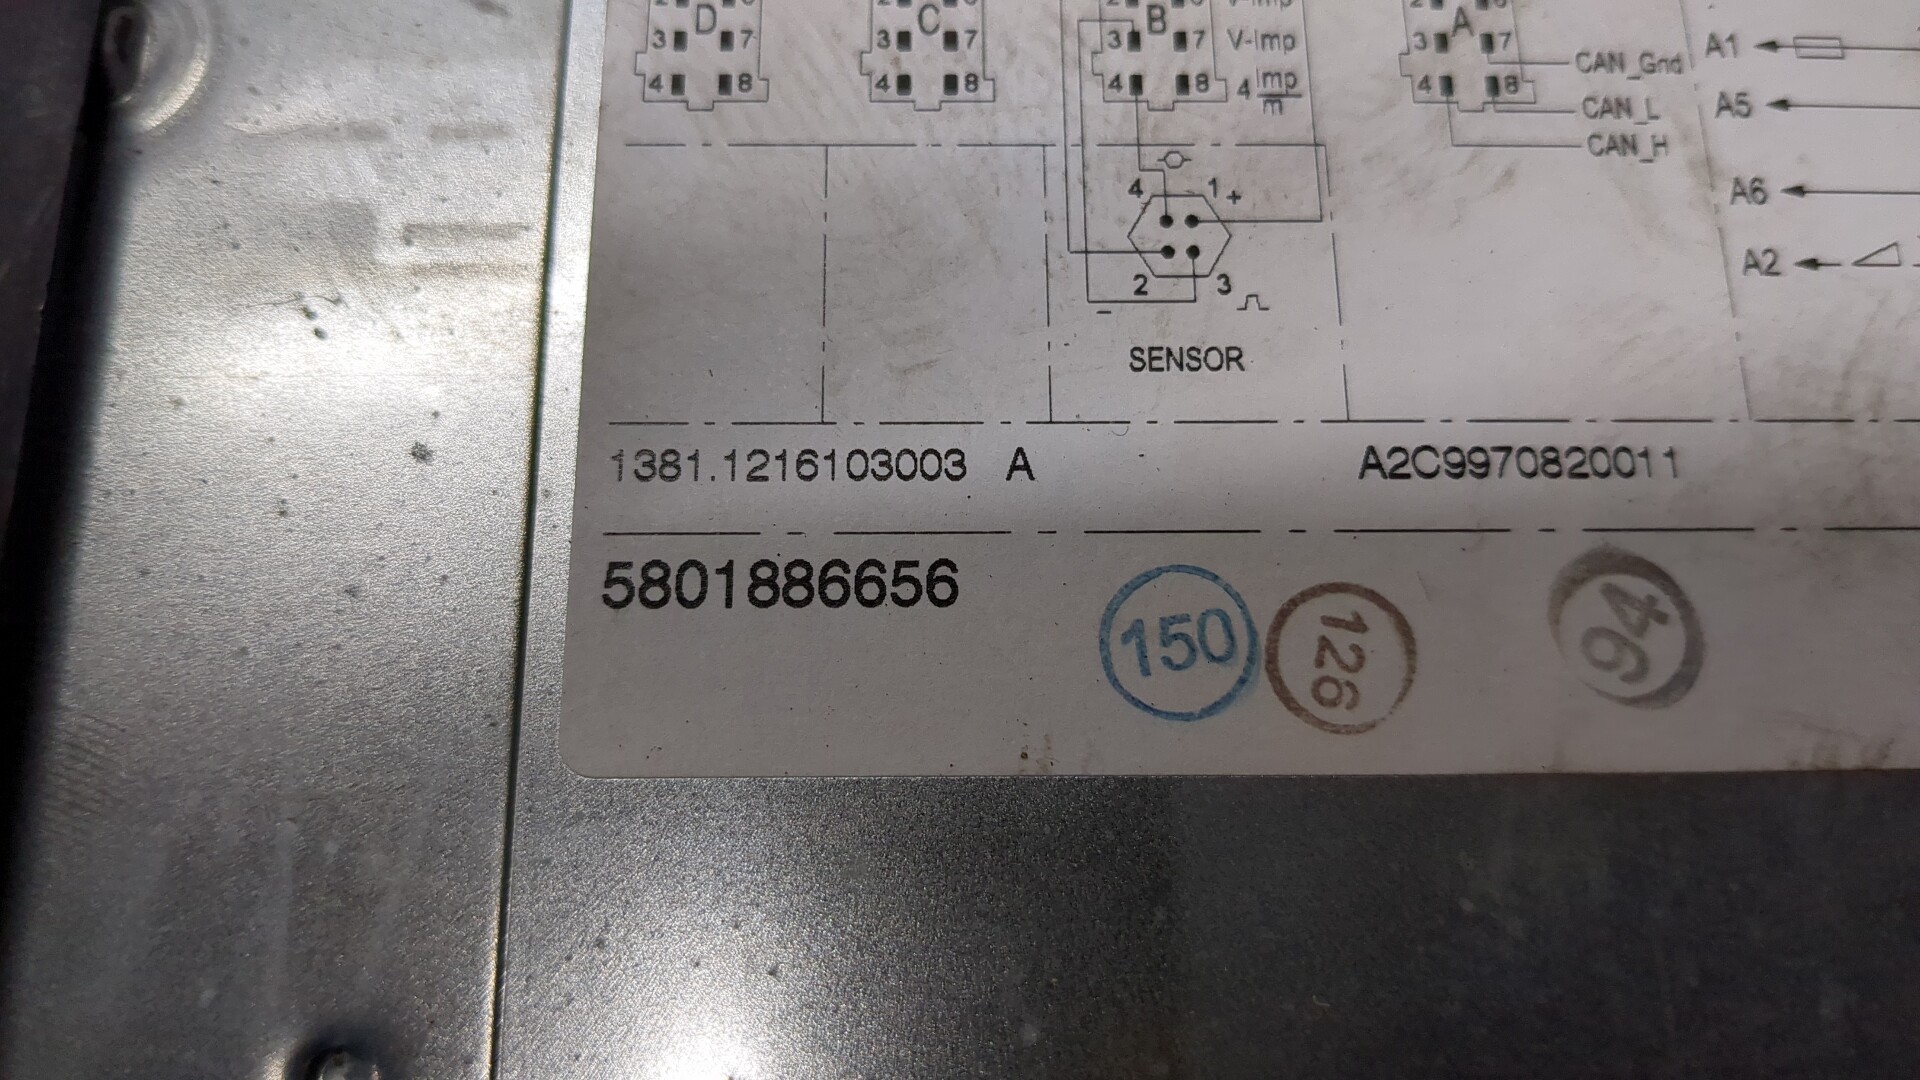 D
C
B
A
3 7
3 7
3 7 V-Imp
3 7
4 8
4 8
4 8 4 Imp/m
4 8
CAN_Gnd
CAN_L
CAN_H
A1
A5
A6
A2
4 1 +
2 3
-
SENSOR
1381.1216103003 A
A2C9970820011
5801886656
150
126
94